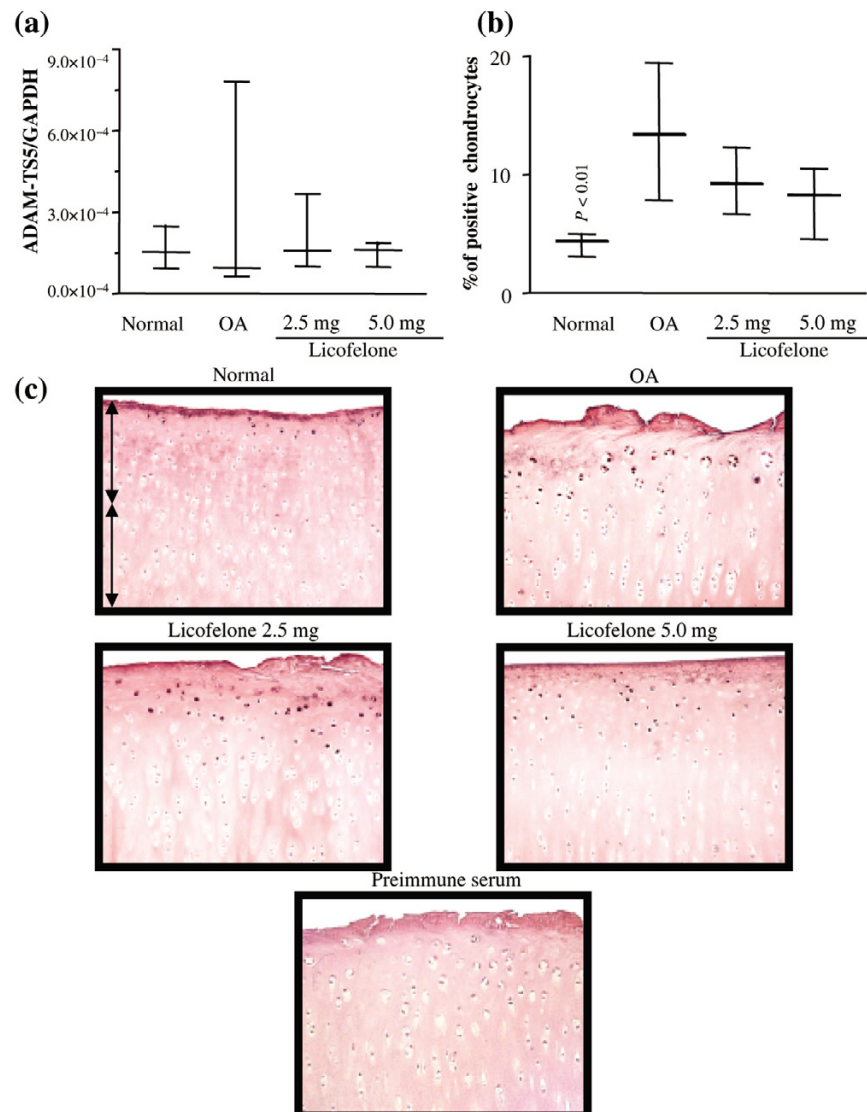 (a)
ADAM-TS5/GAPDH
9.0×10⁻⁴
6.0×10⁻⁴
3.0×10⁻⁴
0.0×10⁻⁴
Normal OA 2.5 mg 5.0 mg
Licofelone
(b)
% of positive chondrocytes
20
10
0
P < 0.01
Normal OA 2.5 mg 5.0 mg
Licofelone
(c)
Normal OA
Licofelone 2.5 mg Licofelone 5.0 mg
Preimmune serum